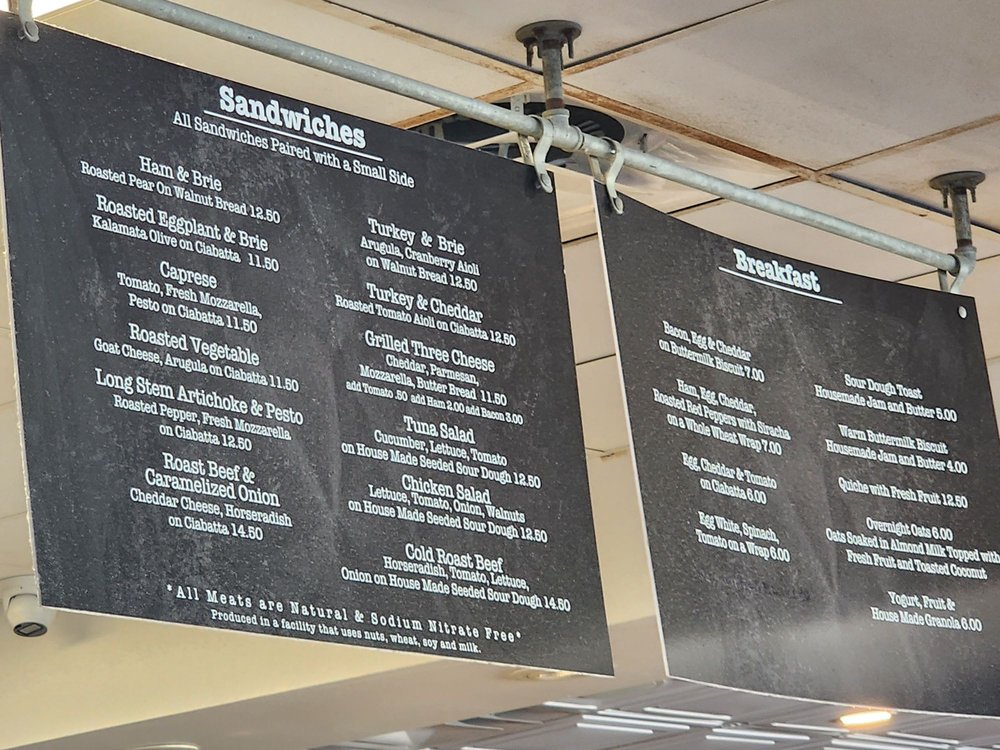 Sandwiches
All Sandwiches Paired with a Small Side
Ham & Brie
Roasted Pear On Walnut Bread 12.50
Roasted Eggplant & Brie
Kalamata Olive on Ciabatta 11.50
Caprese
Tomato, Fresh Mozzarella,
Pesto on Ciabatta 11.50
Roasted Vegetable
Goat Cheese, Arugula on Ciabatta 11.50
Long Stem Artichoke & Pesto
Roasted Pepper, Fresh Mozzarella
on Ciabatta 12.50
Roast Beef &
Caramelized Onion
Cheddar Cheese, Horseradish
on Ciabatta 14.50
Turkey & Brie
Arugula, Cranberry Aioli
on Walnut Bread 12.50
Turkey & Cheddar
Roasted Tomato Aioli on Ciabatta 12.50
Grilled Three Cheese
Cheddar, Parmesan,
Mozzarella, Butter Bread 11.50
add Tomato .50 add Ham 2.00 add Bacon 3.00
Tuna Salad
Cucumber, Lettuce, Tomato
on House Made Seeded Sour Dough 12.50
Chicken Salad
Lettuce, Tomato, Onion, Walnuts
on House Made Seeded Sour Dough 12.50
Cold Roast Beef
Horseradish, Tomato, Lettuce,
Onion on House Made Seeded Sour Dough 14.50
*All Meats are Natural & Sodium Nitrate Free*
Produced in a facility that uses nuts, wheat, soy and milk.
Breakfast
Bacon, Egg & Cheddar
on Buttermilk Biscuit 7.00
Ham, Egg, Cheddar,
Roasted Red Peppers with Siracha
on a Whole Wheat Wrap 7.00
Egg, Cheddar & Tomato
on Ciabatta 6.00
Egg White, Spinach,
Tomato on a Wrap 6.00
Sour Dough Toast
Housemade Jam and Butter 5.00
Warm Buttermilk Biscuit
Housemade Jam and Butter 4.00
Quiche with Fresh Fruit 12.50
Overnight Oats 6.00
Oats Soaked in Almond Milk Topped with
Fresh Fruit and Toasted Coconut
Yogurt, Fruit &
House Made Granola 6.00